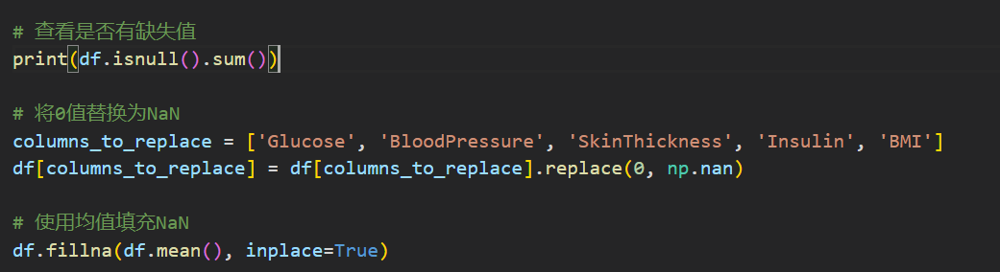 # 查看是否有缺失值
print(df.isnull().sum())
# 将0值替换为NaN
columns_to_replace = ['Glucose', 'BloodPressure', 'SkinThickness', 'Insulin', 'BMI']
df[columns_to_replace] = df[columns_to_replace].replace(0, np.nan)
# 使用均值填充NaN
df.fillna(df.mean(), inplace=True)